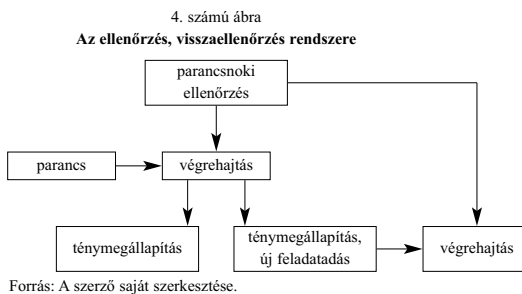 4. számú ábra
Az ellenőrzés, visszaellenőrzés rendszere
parancsnoki
ellenőrzés
parancs
végrehajtás
ténymegállapítás
ténymegállapítás,
új feladatadás
végrehajtás
Forrás: A szerző saját szerkesztése.